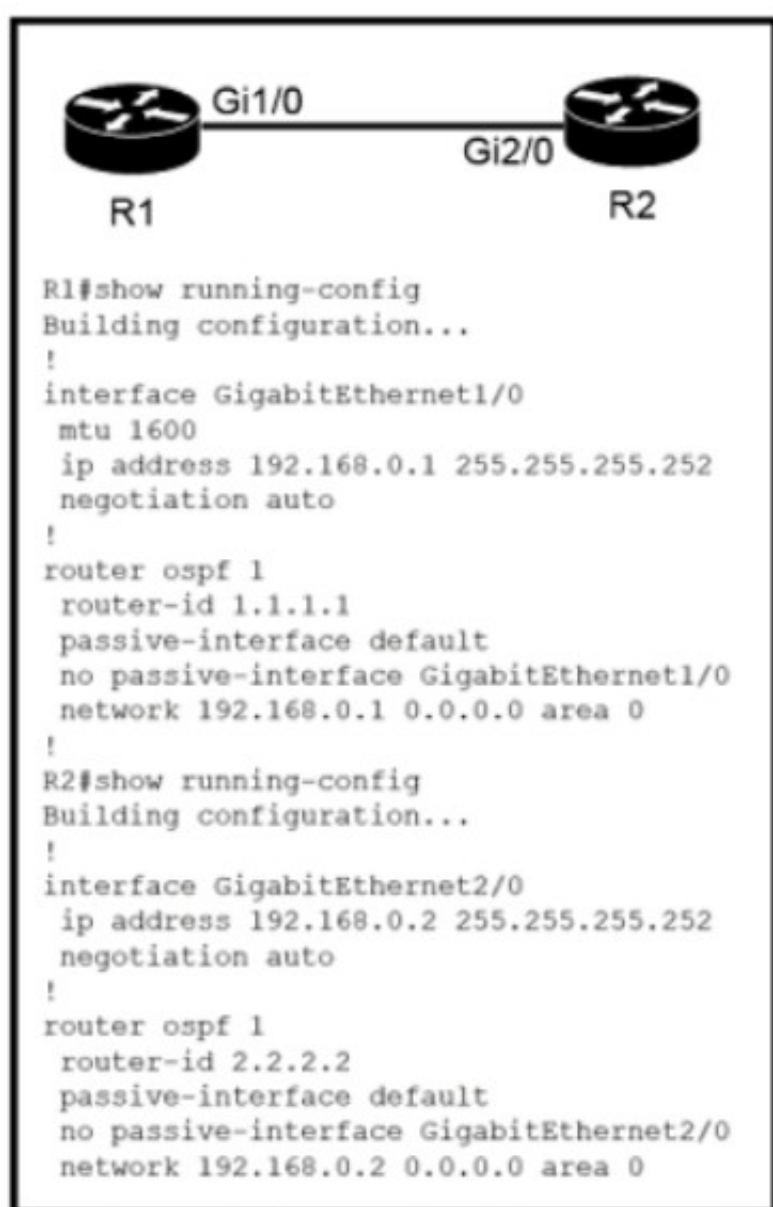 Gi1/0
Gi2/0
R1
R2
R1#show running-config
Building configuration...
!
interface GigabitEthernet1/0
 mtu 1600
 ip address 192.168.0.1 255.255.255.252
 negotiation auto
!
router ospf 1
 router-id 1.1.1.1
 passive-interface default
 no passive-interface GigabitEthernet1/0
 network 192.168.0.1 0.0.0.0 area 0
!
R2#show running-config
Building configuration...
!
interface GigabitEthernet2/0
 ip address 192.168.0.2 255.255.255.252
 negotiation auto
!
router ospf 1
 router-id 2.2.2.2
 passive-interface default
 no passive-interface GigabitEthernet2/0
 network 192.168.0.2 0.0.0.0 area 0